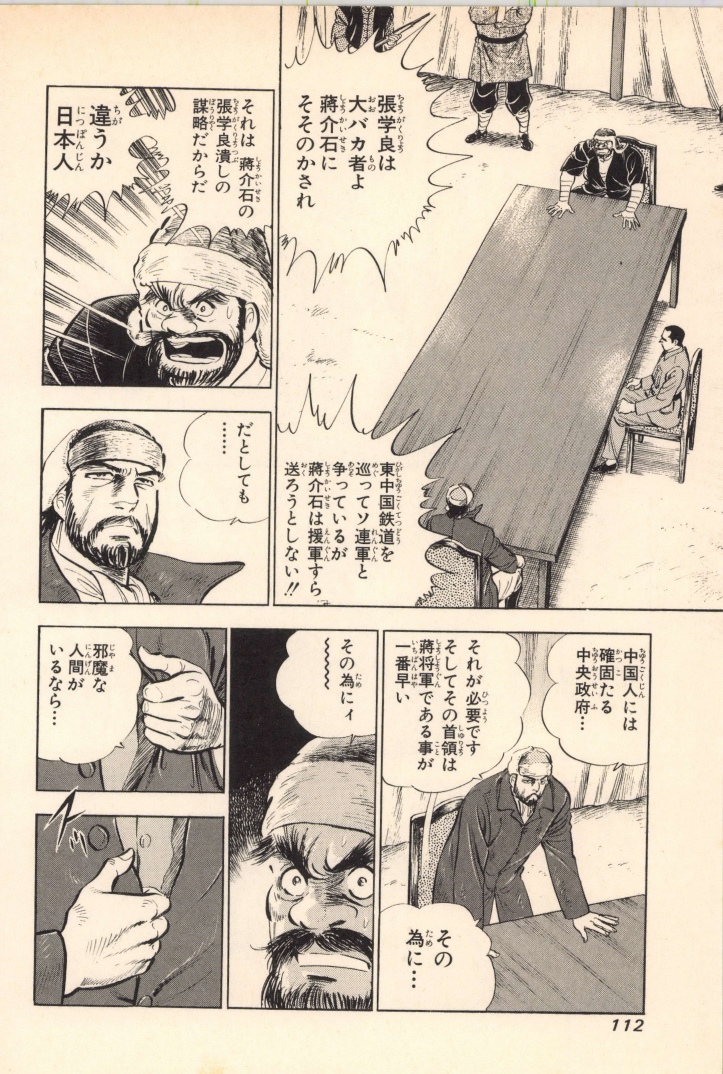 張学良は
大バカ者よ
蔣介石に
そそのかされ
東中国鉄道を
巡ってソ連軍と
争っているが
蔣介石は援軍すら
送ろうとしない!!
それは 蔣介石の
張学良潰しの
謀略だからだ
違うか
日本人
だとしても
……
中国人には
確固たる
中央政府…
それが必要です
そしてその首領は
蔣将軍である事が
一番早い
その
為に…
その為にィ
〜〜〜〜
邪魔な
人間が
いるなら…
112